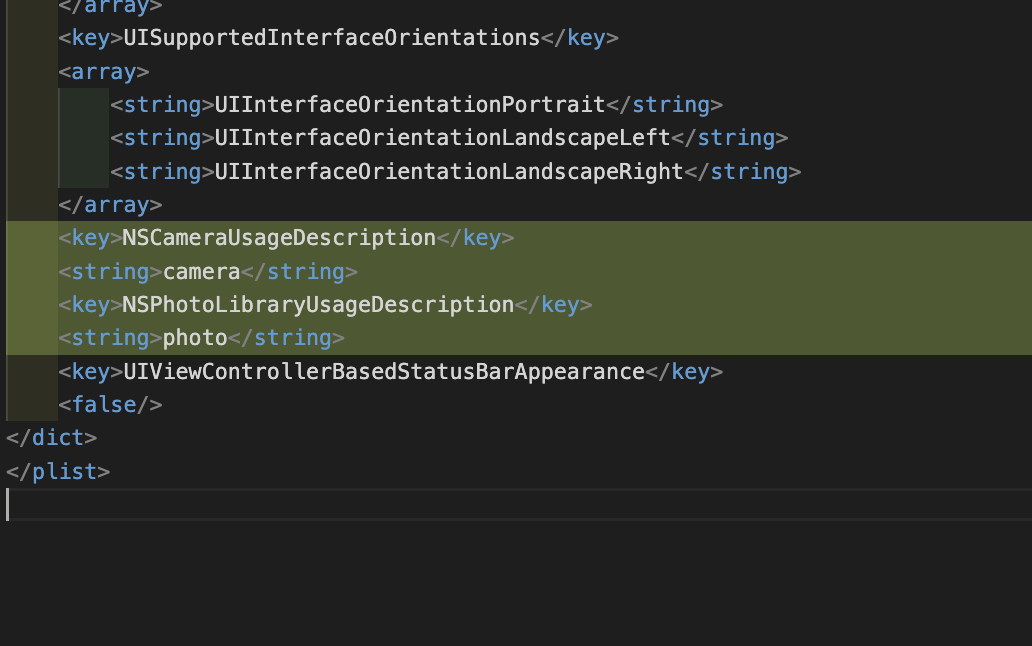 </array>
<key>UISupportedInterfaceOrientations</key>
<array>
<string>UIInterfaceOrientationPortrait</string>
<string>UIInterfaceOrientationLandscapeLeft</string>
<string>UIInterfaceOrientationLandscapeRight</string>
</array>
<key>NSCameraUsageDescription</key>
<string>camera</string>
<key>NSPhotoLibraryUsageDescription</key>
<string>photo</string>
<key>UIViewControllerBasedStatusBarAppearance</key>
<false/>
</dict>
</plist>